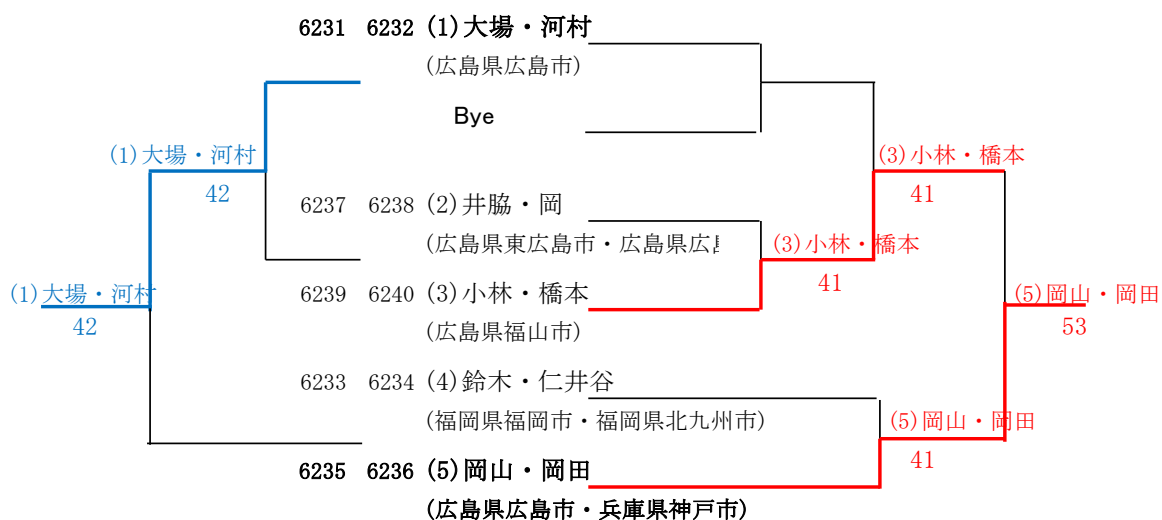 6231 6232 (1)大場・河村
(広島県広島市)
Bye
(1)大場・河村
42
(3)小林・橋本
41
6237 6238 (2)井脇・岡
(広島県東広島市・広島県広
(3)小林・橋本
41
6239 6240 (3)小林・橋本
(広島県福山市)
(1)大場・河村
42
(5)岡山・岡田
53
6233 6234 (4)鈴木・仁井谷
(福岡県福岡市・福岡県北九州市)
(5)岡山・岡田
41
6235 6236 (5)岡山・岡田
(広島県広島市・兵庫県神戸市)